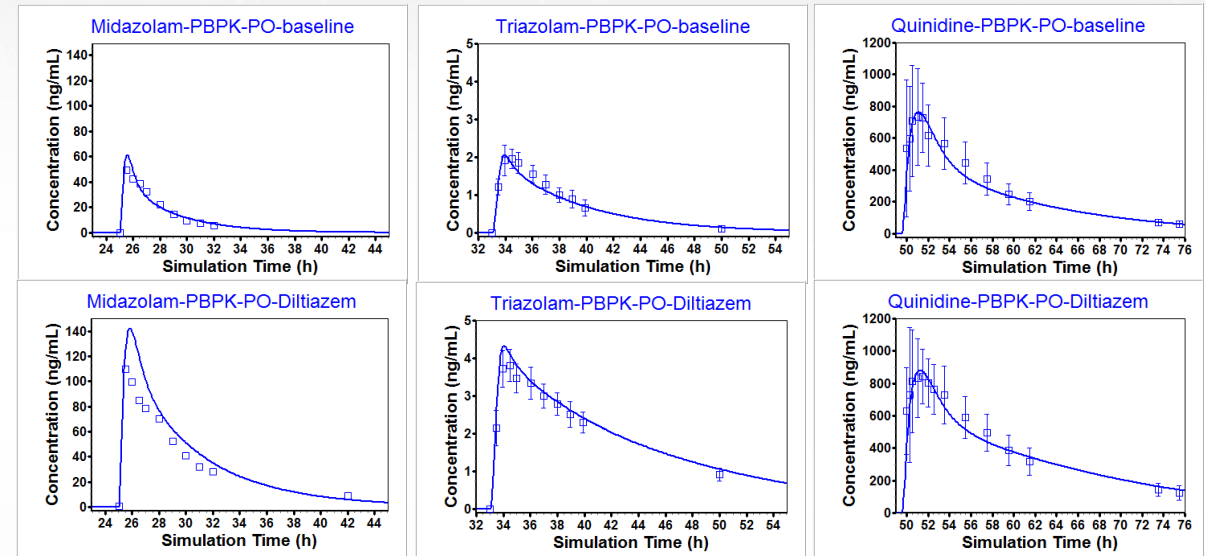 Midazolam-PBPK-PO-baseline
Concentration (ng/mL)
140
120
100
80
60
40
20
0
24 26 28 30 32 34 36 38 40 42 44
Simulation Time (h)
Triazolam-PBPK-PO-baseline
Concentration (ng/mL)
5
4
3
2
1
0
32 34 36 38 40 42 44 46 48 50 52 54
Simulation Time (h)
Quinidine-PBPK-PO-baseline
Concentration (ng/mL)
1200
1000
800
600
400
200
0
50 52 54 56 58 60 62 64 66 68 70 72 74 76
Simulation Time (h)
Midazolam-PBPK-PO-Diltiazem
Concentration (ng/mL)
140
120
100
80
60
40
20
0
24 26 28 30 32 34 36 38 40 42 44
Simulation Time (h)
Triazolam-PBPK-PO-Diltiazem
Concentration (ng/mL)
5
4
3
2
1
0
32 34 36 38 40 42 44 46 48 50 52 54
Simulation Time (h)
Quinidine-PBPK-PO-Diltiazem
Concentration (ng/mL)
1200
1000
800
600
400
200
0
50 52 54 56 58 60 62 64 66 68 70 72 74 76
Simulation Time (h)